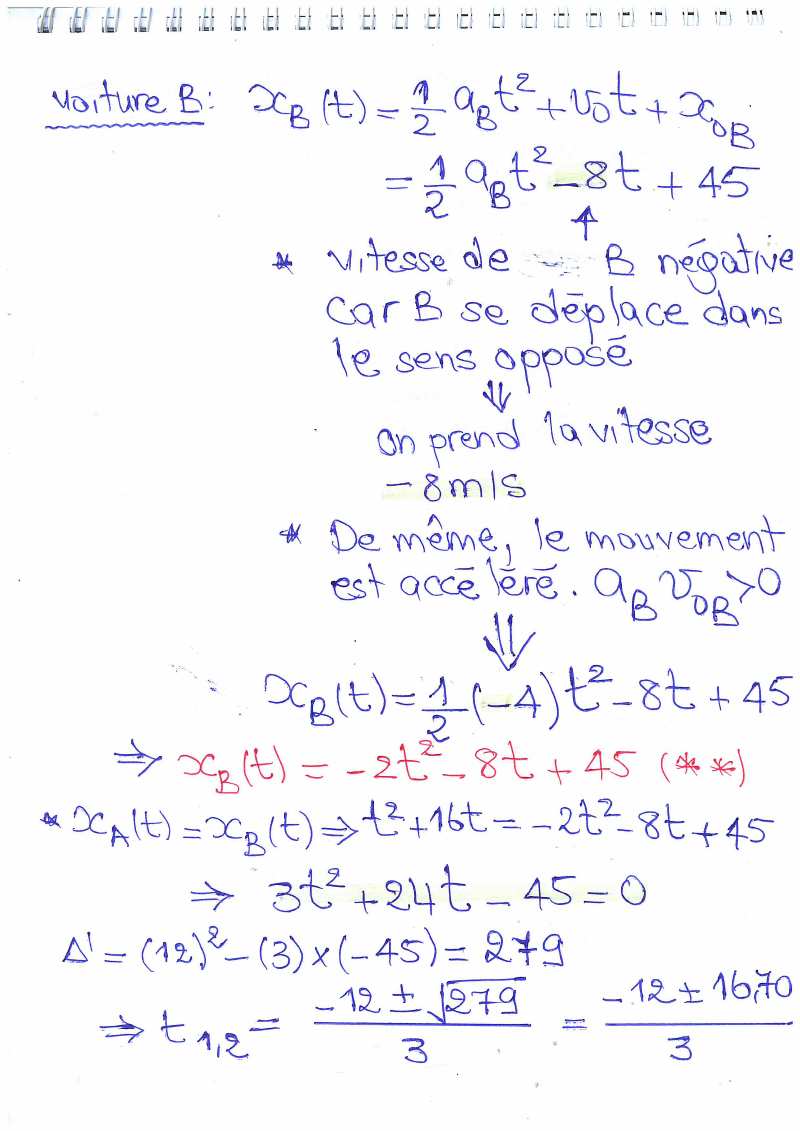 voiture B: x_B(t) = 1/2 a_B t² + v₀t + x_0B
= 1/2 a_B t² - 8t + 45
↑
* vitesse de B négative
car B se déplace dans
le sens opposé
⇓
on prend la vitesse
- 8m/s
* De même, le mouvement
est accéléré. a_B v_0B > 0
⇓
x_B(t) = 1/2 (-4)t² - 8t + 45
⇒ x_B(t) = -2t² - 8t + 45 (**)
* x_A(t) = x_B(t) ⇒ t² + 16t = -2t² - 8t + 45
⇒ 3t² + 24t - 45 = 0
Δ' = (12)² - (3) × (-45) = 279
⇒ t_1,2 = (-12 ± √279)/3 = (-12 ± 16,70)/3